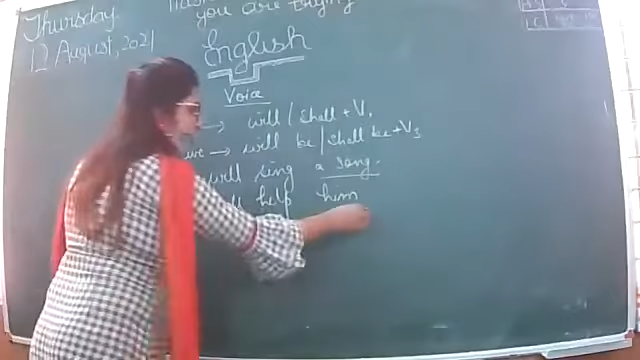 Thursday
12 August, 2021
you are trying
English
Voice
→ will / shall + V₁
→ will be / shall be + V₃
will sing a song.
help him